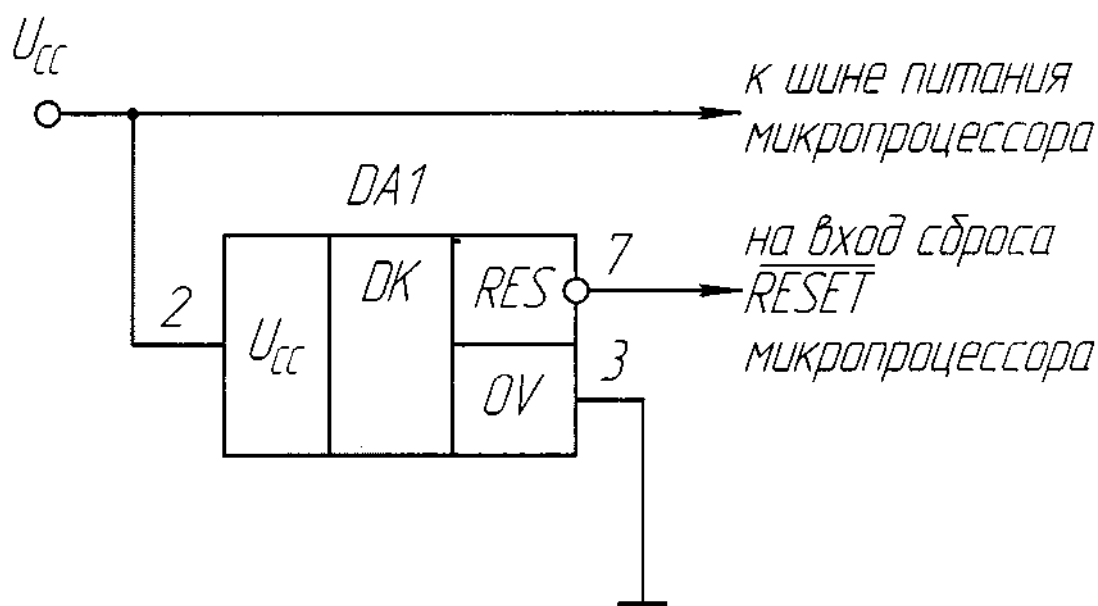 U_CC
к шине питания
микропроцессора
DA1
на вход сброса
RESET
микропроцессора
7
2
U_CC
DK
RES
3
0V